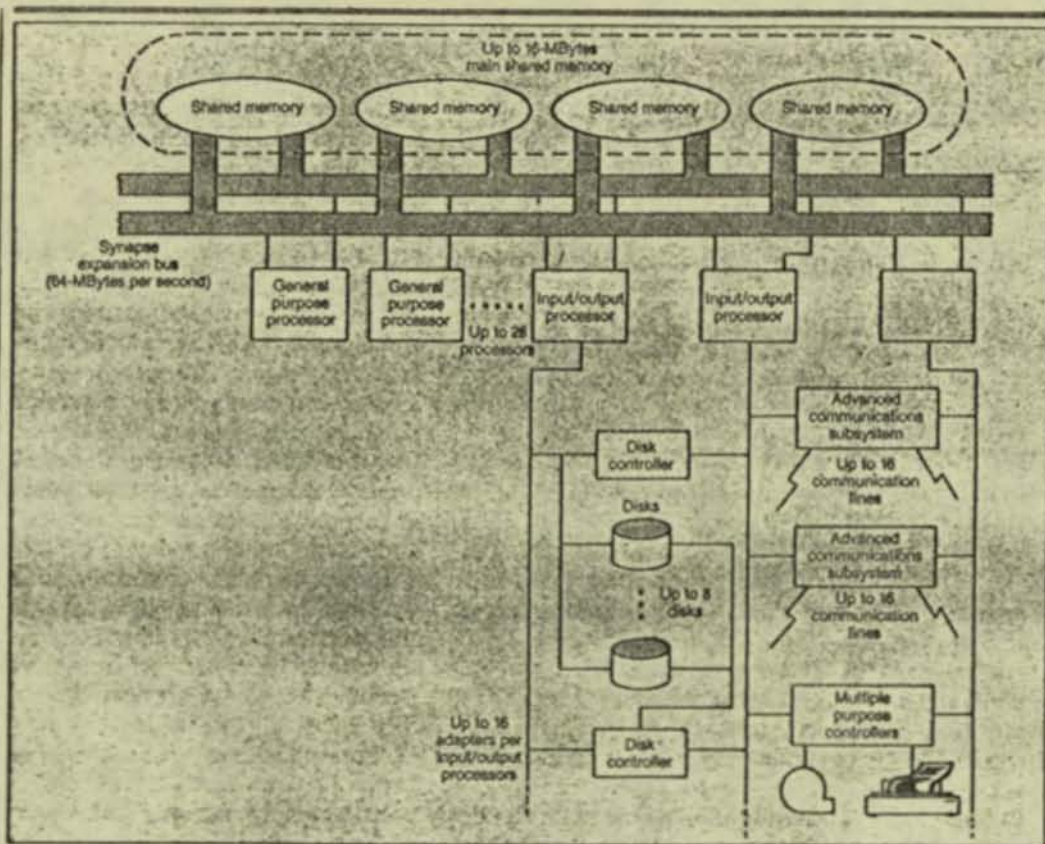 Up to 16-MBytes
main shared memory
Shared memory
Shared memory
Shared memory
Shared memory
Synapse
expansion bus
(64-MBytes per second)
General
purpose
processor
General
purpose
processor
Up to 28
processors
Input/output
processor
Input/output
processor
Advanced
communications
subsystem
Up to 16
communication
lines
Disk
controller
Disks
Up to 8
disks
Advanced
communications
subsystem
Up to 16
communication
lines
Up to 16
adapters per
input/output
processors
Disk
controller
Multiple
purpose
controllers